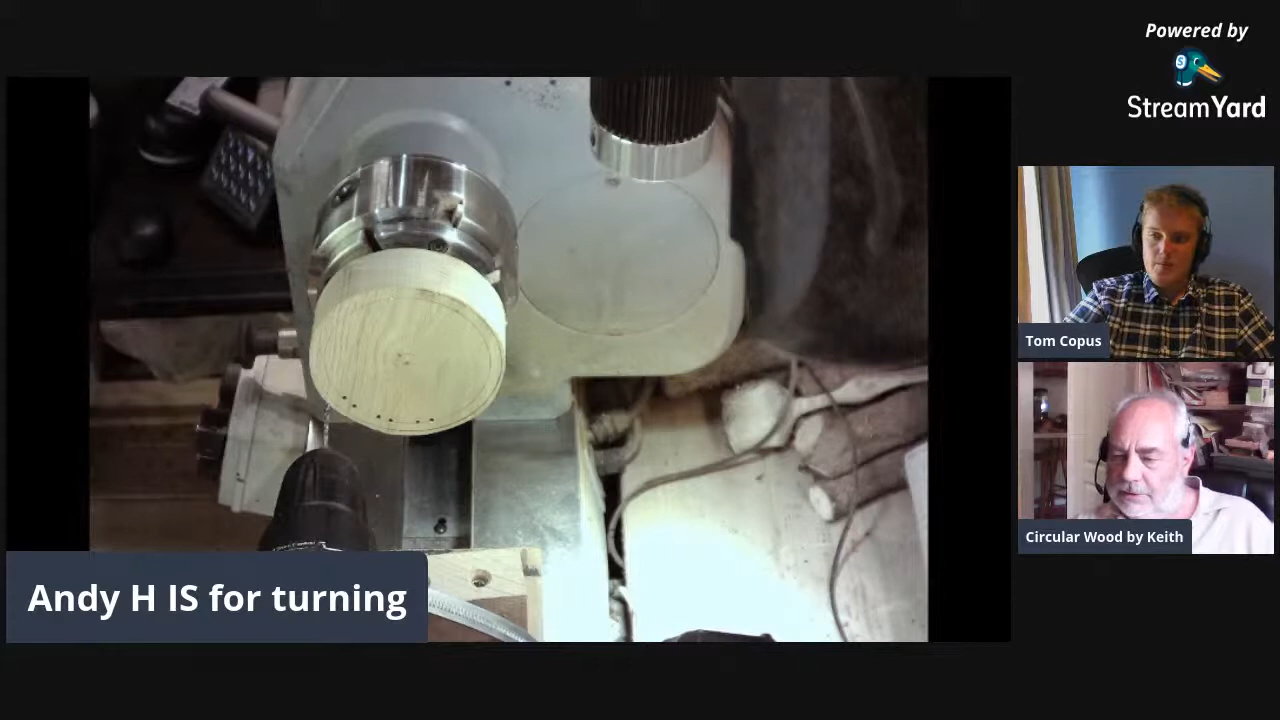 Powered by
StreamYard
Tom Copus
Circular Wood by Keith
Andy H IS for turning